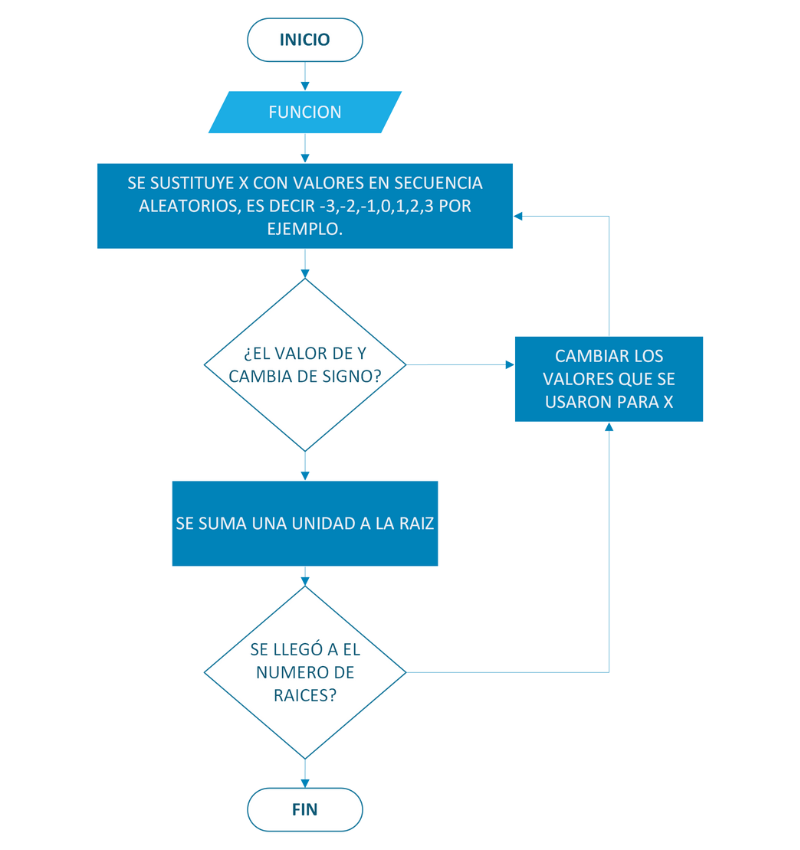 INICIO
FUNCION
SE SUSTITUYE X CON VALORES EN SECUENCIA
ALEATORIOS, ES DECIR -3,-2,-1,0,1,2,3 POR
EJEMPLO.
¿EL VALOR DE Y
CAMBIA DE SIGNO?
CAMBIAR LOS
VALORES QUE SE
USARON PARA X
SE SUMA UNA UNIDAD A LA RAIZ
SE LLEGÓ A EL
NUMERO DE
RAICES?
FIN